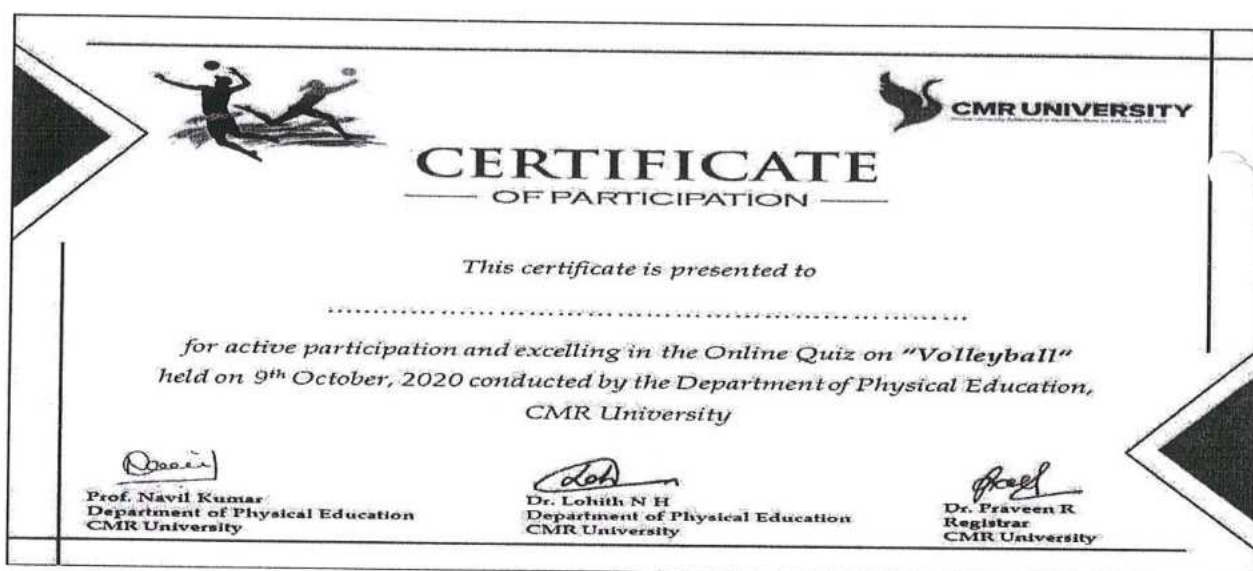 CMR UNIVERSITY
CERTIFICATE
OF PARTICIPATION
This certificate is presented to
................................................................
for active participation and excelling in the Online Quiz on "Volleyball"
held on 9th October, 2020 conducted by the Department of Physical Education,
CMR University
Prof. Navil Kumar
Department of Physical Education
CMR University
Dr. Lohith N H
Department of Physical Education
CMR University
Dr. Praveen R
Registrar
CMR University